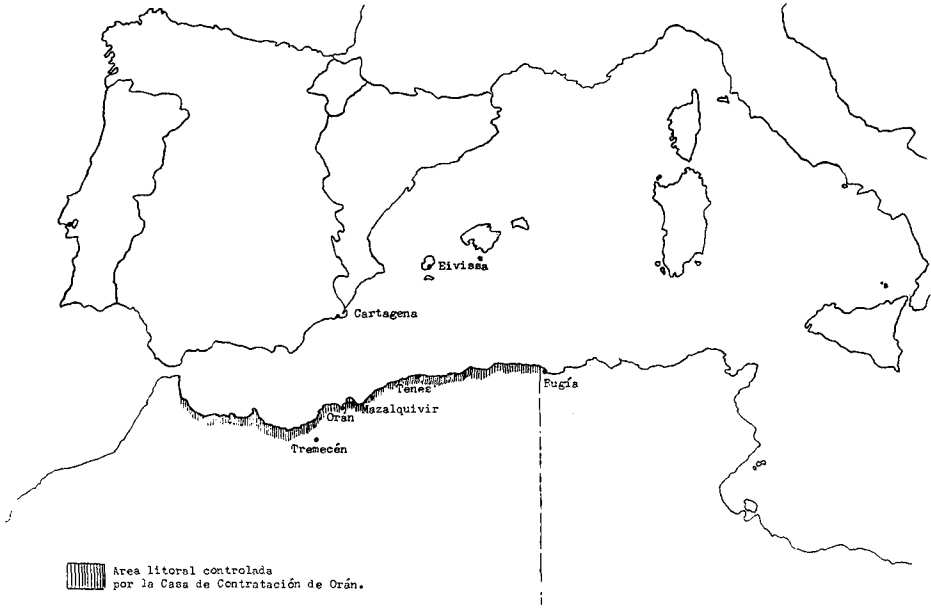 Eivissa
Cartagena
Tenes
Bugía
Orán
Mazalquivir
Tremecén
Area litoral controlada
por la Casa de Contratación de Orán.